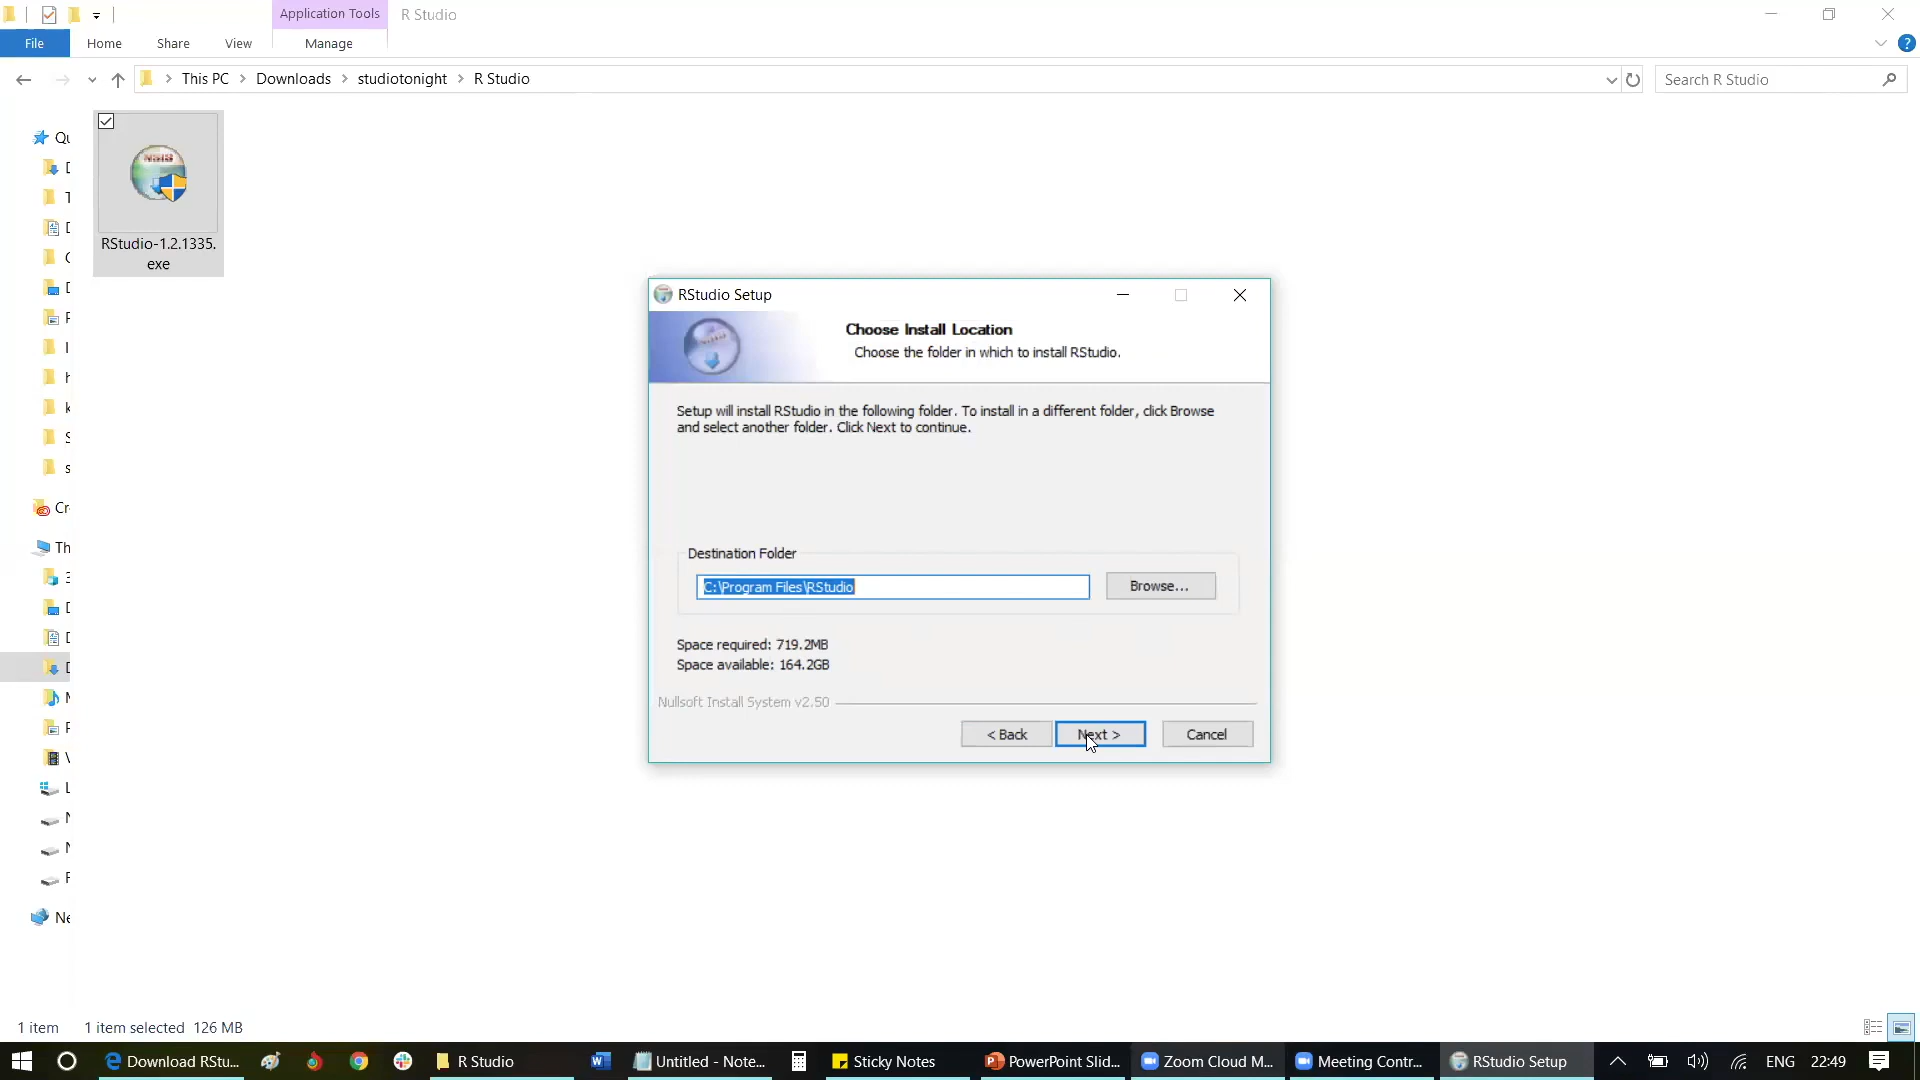 Application Tools
R Studio
File
Home
Share
View
Manage
This PC
Downloads
studiotonight
R Studio
Search R Studio
RStudio-1.2.1335.
exe
RStudio Setup
Choose Install Location
Choose the folder in which to install RStudio.
Setup will install RStudio in the following folder. To install in a different folder, click Browse
and select another folder. Click Next to continue.
Destination Folder
C:\Program Files\RStudio
Browse...
Space required: 719.2MB
Space available: 164.2GB
Nullsoft Install System v2.50
< Back
Next >
Cancel
1 item
1 item selected 126 MB
Download RStu...
R Studio
Untitled - Note...
Sticky Notes
PowerPoint Slid...
Zoom Cloud M...
Meeting Contr...
RStudio Setup
ENG
22:49